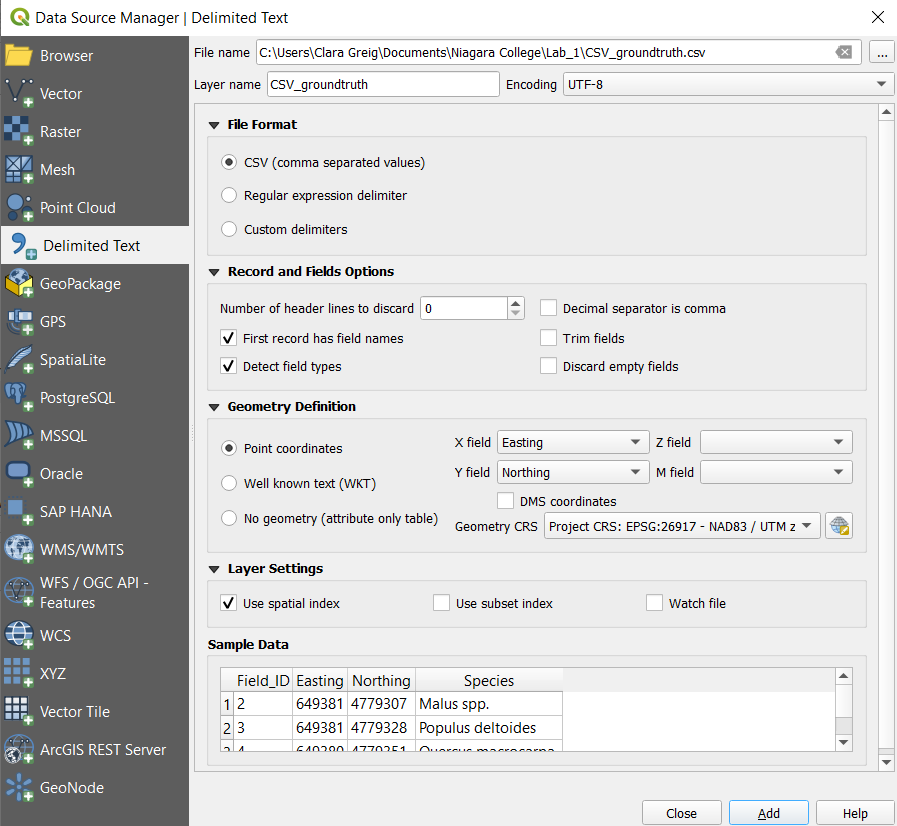 Data Source Manager | Delimited Text
Browser
Vector
Raster
Mesh
Point Cloud
Delimited Text
GeoPackage
GPS
SpatiaLite
PostgreSQL
MSSQL
Oracle
SAP HANA
WMS/WMTS
WFS / OGC API -
Features
WCS
XYZ
Vector Tile
ArcGIS REST Server
GeoNode
File name C:\Users\Clara Greig\Documents\Niagara College\Lab_1\CSV_groundtruth.csv ...
Layer name CSV_groundtruth Encoding UTF-8
File Format
CSV (comma separated values)
Regular expression delimiter
Custom delimiters
Record and Fields Options
Number of header lines to discard 0 Decimal separator is comma
First record has field names Trim fields
Detect field types Discard empty fields
Geometry Definition
Point coordinates X field Easting Z field
Well known text (WKT) Y field Northing M field
DMS coordinates
No geometry (attribute only table) Geometry CRS Project CRS: EPSG:26917 - NAD83 / UTM z
Layer Settings
Use spatial index Use subset index Watch file
Sample Data
Field_ID Easting Northing Species
1 2 649381 4779307 Malus spp.
2 3 649381 4779328 Populus deltoides
3 4 649380 4779351 Quercus macrocarpa
Close Add Help